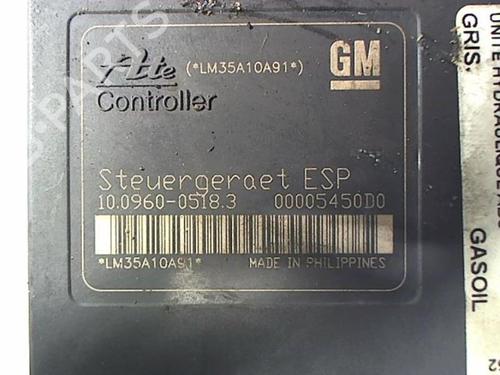 Ate (*LM35A10A91*) GM
Controller
Steuergeraet ESP
10.0960-0518.3 00005450D0
*LM35A10A91* MADE IN PHILIPPINES
GRIS,
GASOIL